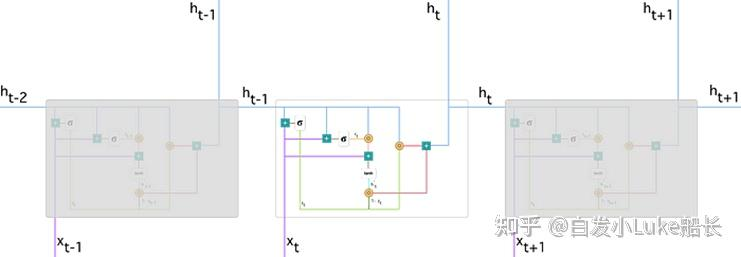 h_{t-1}
h_t
h_{t+1}
h_{t-2}
h_{t-1}
h_t
h_{t+1}
σ
σ
σ
σ
σ
σ
tanh
x_{t-1}
x_t
x_{t+1}
知乎 @白发小Luke船长